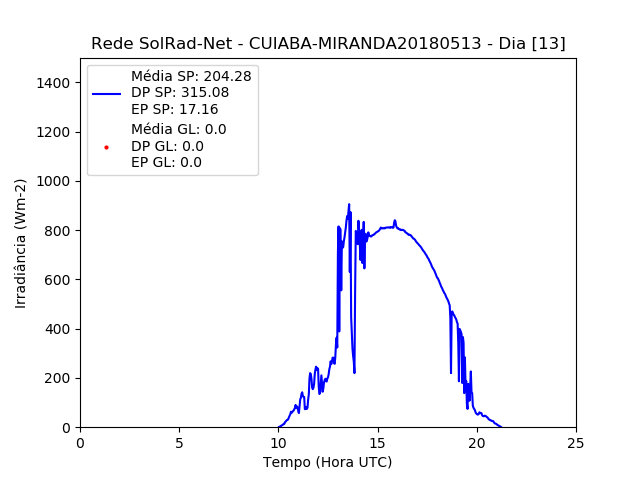 Rede SolRad-Net - CUIABA-MIRANDA20180513 - Dia [13]
Média SP: 204.28
DP SP: 315.08
EP SP: 17.16
Média GL: 0.0
DP GL: 0.0
EP GL: 0.0
1400
1200
1000
800
600
400
200
0
Irradiância (Wm-2)
0 5 10 15 20 25
Tempo (Hora UTC)